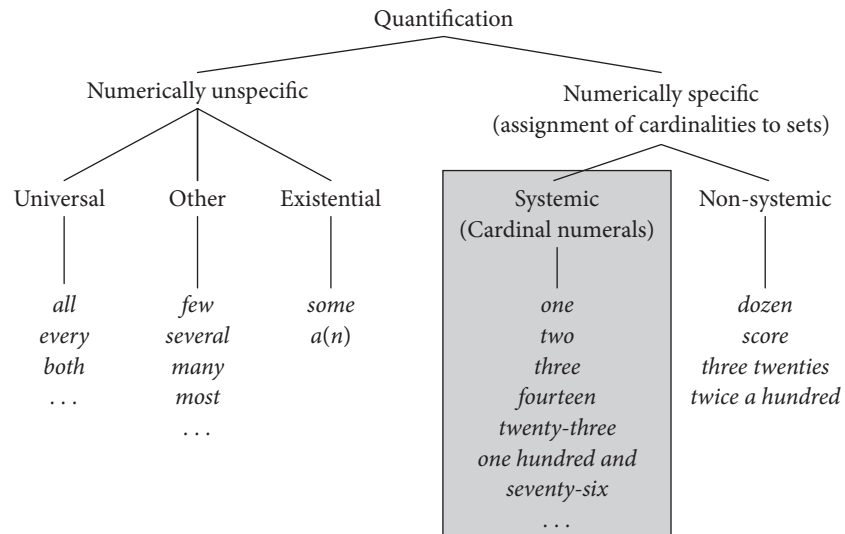 Quantification
Numerically unspecific
Numerically specific
(assignment of cardinalities to sets)
Universal
Other
Existential
Systemic
(Cardinal numerals)
Non-systemic
all
every
both
. . .
few
several
many
most
. . .
some
a(n)
one
two
three
fourteen
twenty-three
one hundred and
seventy-six
. . .
dozen
score
three twenties
twice a hundred